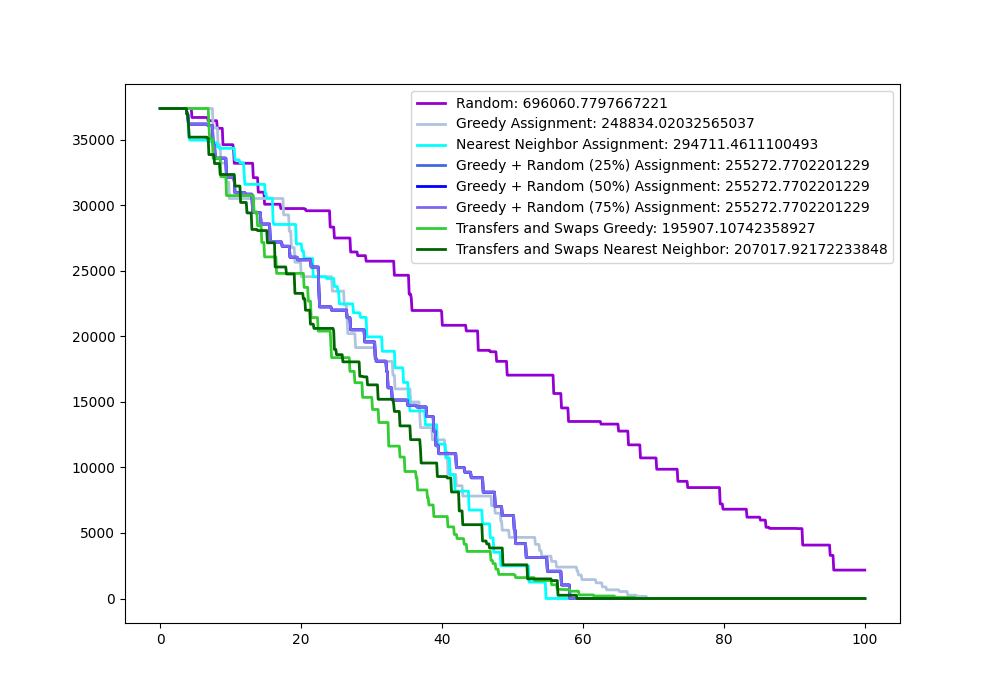 Random: 696060.7797667221
Greedy Assignment: 248834.02032565037
Nearest Neighbor Assignment: 294711.4611100493
Greedy + Random (25%) Assignment: 255272.7702201229
Greedy + Random (50%) Assignment: 255272.7702201229
Greedy + Random (75%) Assignment: 255272.7702201229
Transfers and Swaps Greedy: 195907.10742358927
Transfers and Swaps Nearest Neighbor: 207017.92172233848
35000
30000
25000
20000
15000
10000
5000
0
0 20 40 60 80 100